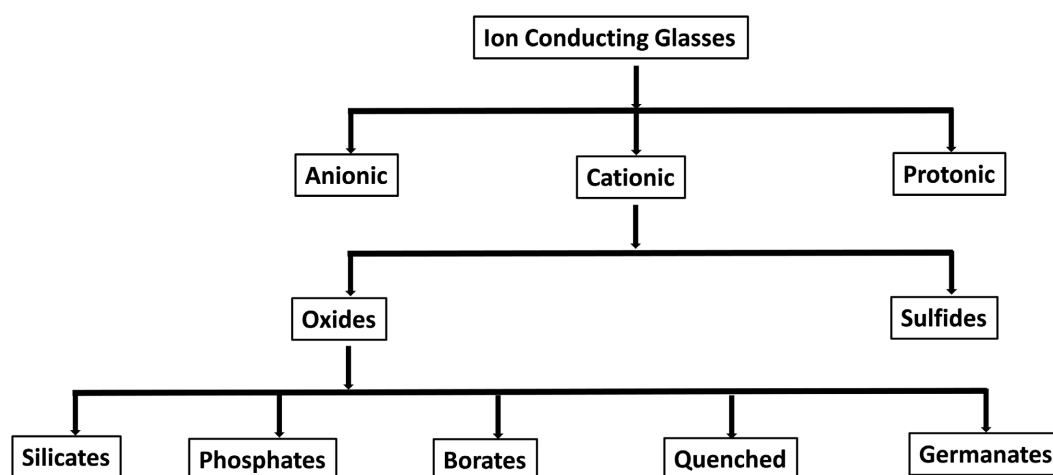 Ion Conducting Glasses
Anionic
Cationic
Protonic
Oxides
Sulfides
Silicates
Phosphates
Borates
Quenched
Germanates